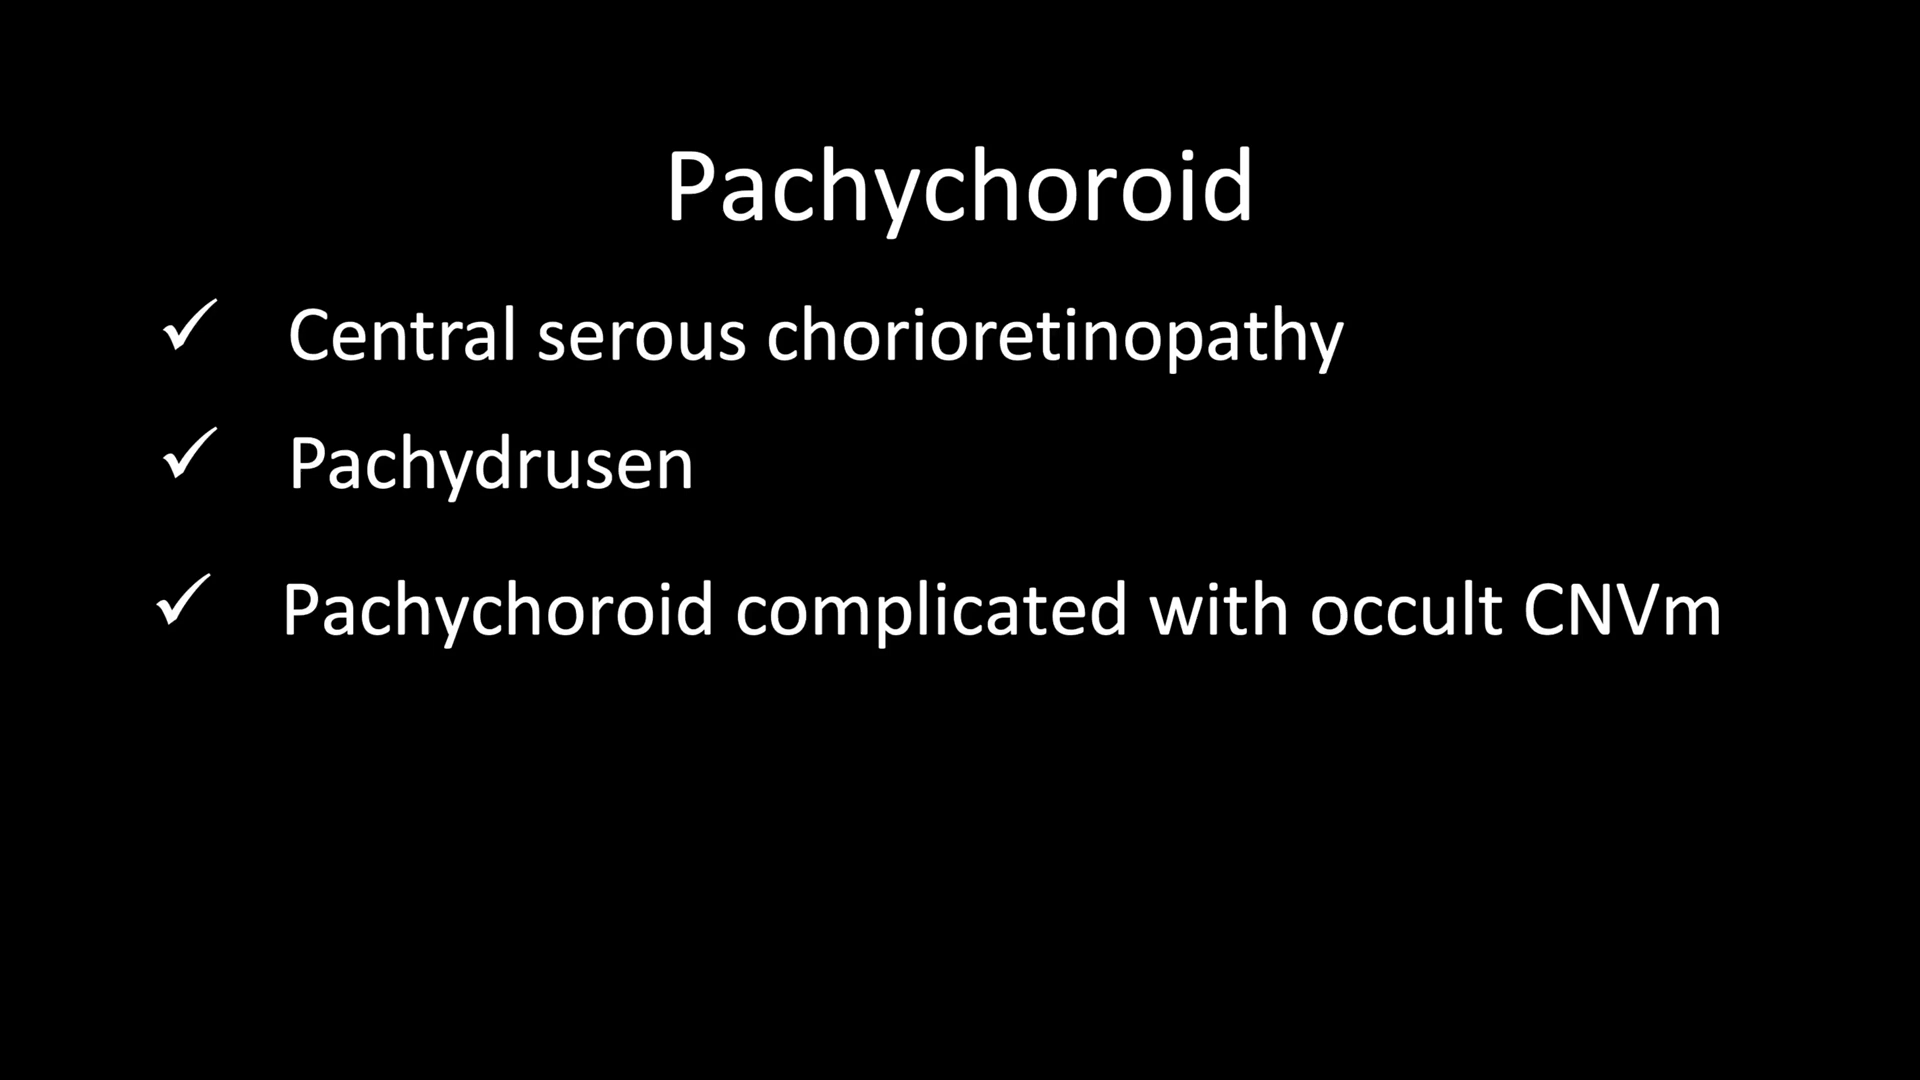 Pachychoroid
✓ Central serous chorioretinopathy
✓ Pachydrusen
✓ Pachychoroid complicated with occult CNVm